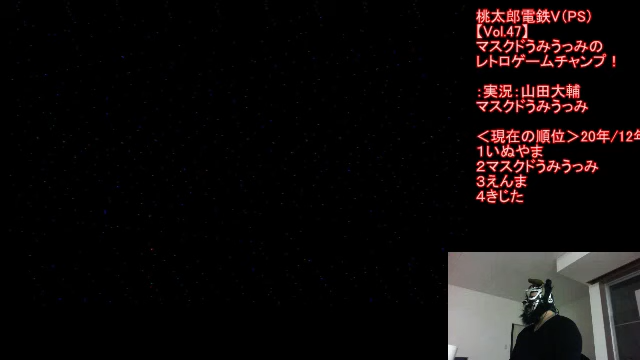 桃太郎電鉄Ⅴ（PS）
【Vol.47】
マスクドうみうっみの
レトロゲームチャンプ！
：実況：山田大輔
マスクドうみうっみ
＜現在の順位＞20年/12年
１いぬやま
２マスクドうみうっみ
３えんま
４きじた